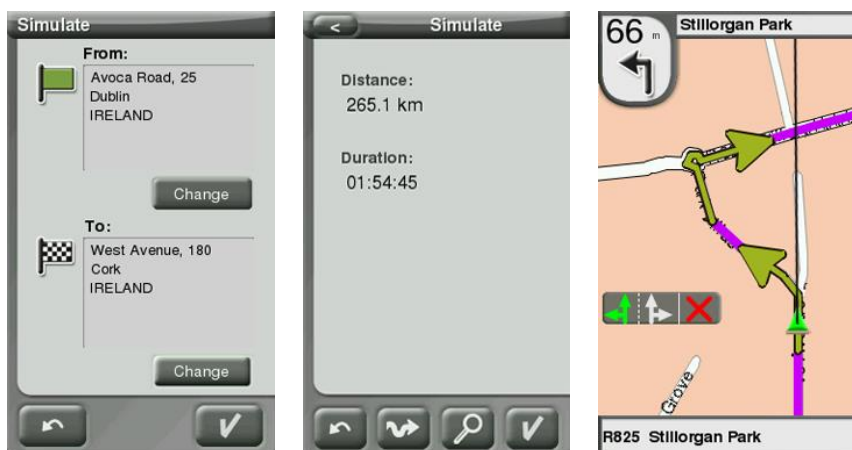 Simulate
From:
Avoca Road, 25
Dublin
IRELAND
Change
To:
West Avenue, 180
Cork
IRELAND
Change
<
Simulate
Distance:
265.1 km
Duration:
01:54:45
66 m
Stillorgan Park
Grove
R825 Stillorgan Park